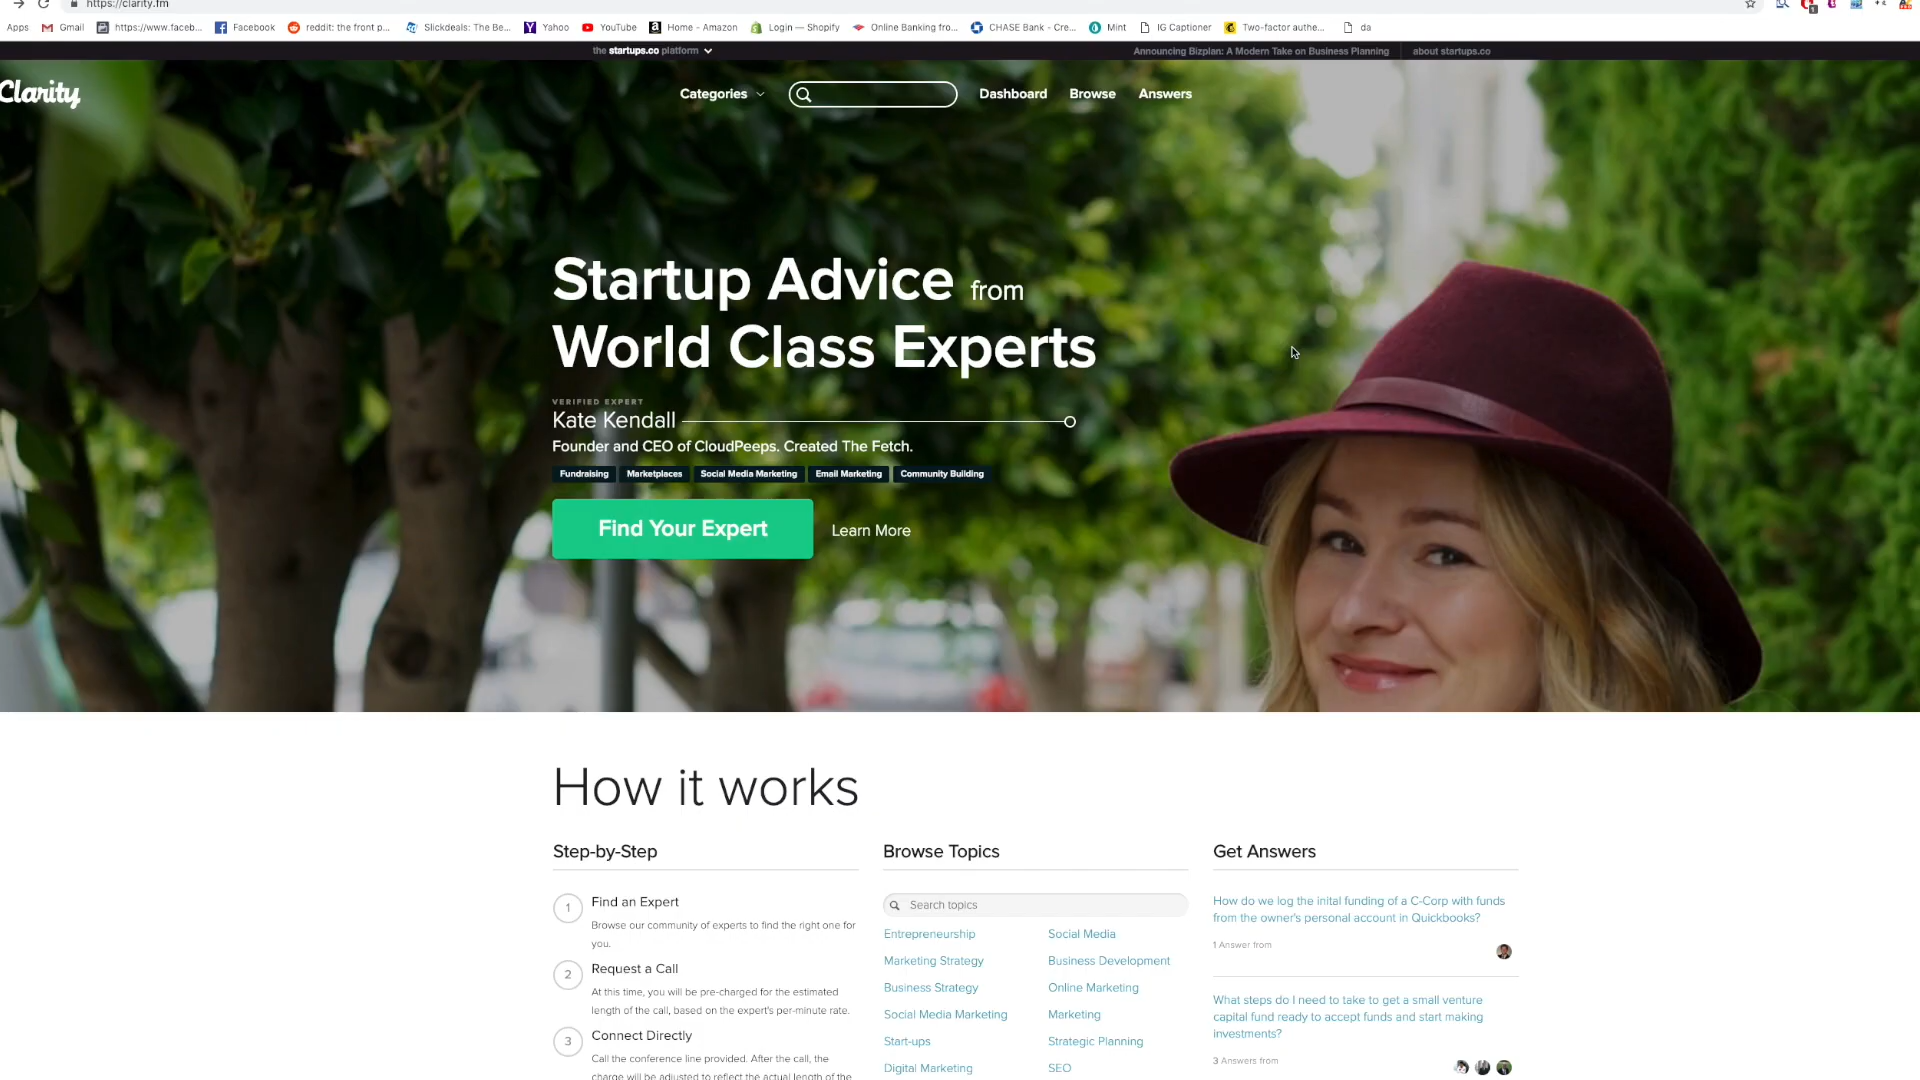 https://clarity.fm
Apps Gmail https://www.faceb... Facebook reddit: the front p... Slickdeals: The Be... Yahoo YouTube Home - Amazon Login — Shopify Online Banking fro... CHASE Bank - Cre... Mint IG Captioner Two-factor authe... da
the startups.co platform Announcing Bizplan: A Modern Take on Business Planning about startups.co
Clarity Categories Dashboard Browse Answers
Startup Advice from
World Class Experts
VERIFIED EXPERT
Kate Kendall
Founder and CEO of CloudPeeps. Created The Fetch.
Fundraising Marketplaces Social Media Marketing Email Marketing Community Building
Find Your Expert Learn More
How it works
Step-by-Step
1 Find an Expert
Browse our community of experts to find the right one for
you.
2 Request a Call
At this time, you will be pre-charged for the estimated
length of the call, based on the expert's per-minute rate.
3 Connect Directly
Call the conference line provided. After the call, the
charge will be adjusted to reflect the actual length of the
Browse Topics
Search topics
Entrepreneurship Social Media
Marketing Strategy Business Development
Business Strategy Online Marketing
Social Media Marketing Marketing
Start-ups Strategic Planning
Digital Marketing SEO
Get Answers
How do we log the inital funding of a C-Corp with funds
from the owner's personal account in Quickbooks?
1 Answer from
What steps do I need to take to get a small venture
capital fund ready to accept funds and start making
investments?
3 Answers from